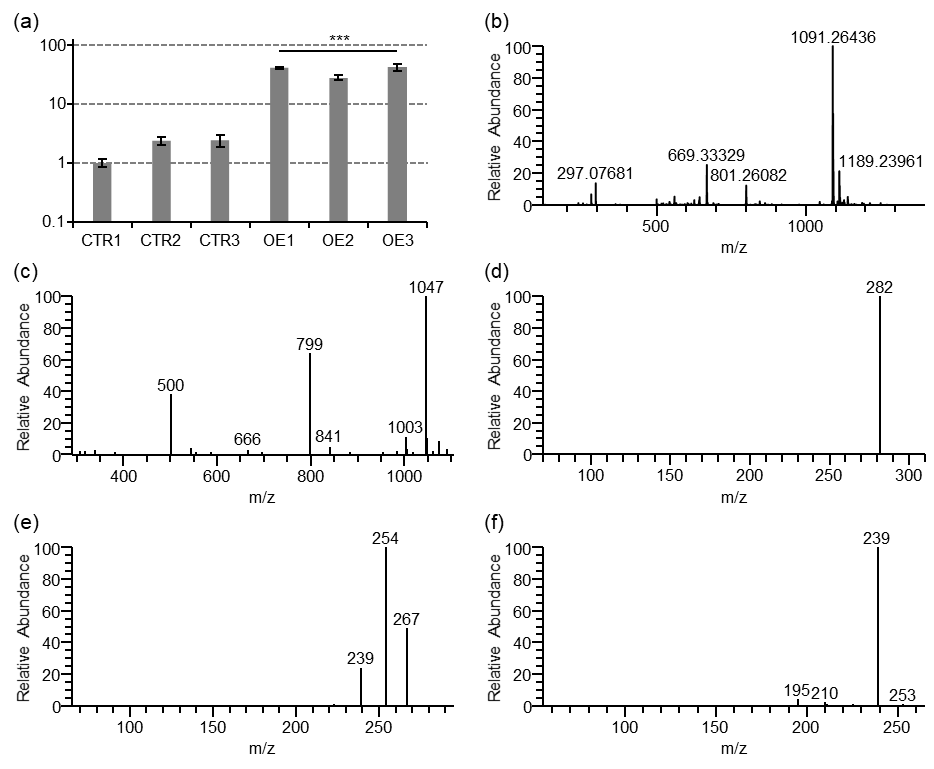 (a)
***
100
10
1
0.1
CTR1 CTR2 CTR3 OE1 OE2 OE3
(b)
Relative Abundance
100
80
60
40
20
0
1091.26436
669.33329
801.26082
1189.23961
297.07681
500 1000
m/z
(c)
Relative Abundance
100
80
60
40
20
0
1047
799
500
666
841
1003
400 600 800 1000
m/z
(d)
Relative Abundance
100
80
60
40
20
0
282
100 150 200 250 300
m/z
(e)
Relative Abundance
100
80
60
40
20
0
254
267
239
100 150 200 250
m/z
(f)
Relative Abundance
100
80
60
40
20
0
239
195 210
253
100 150 200 250
m/z